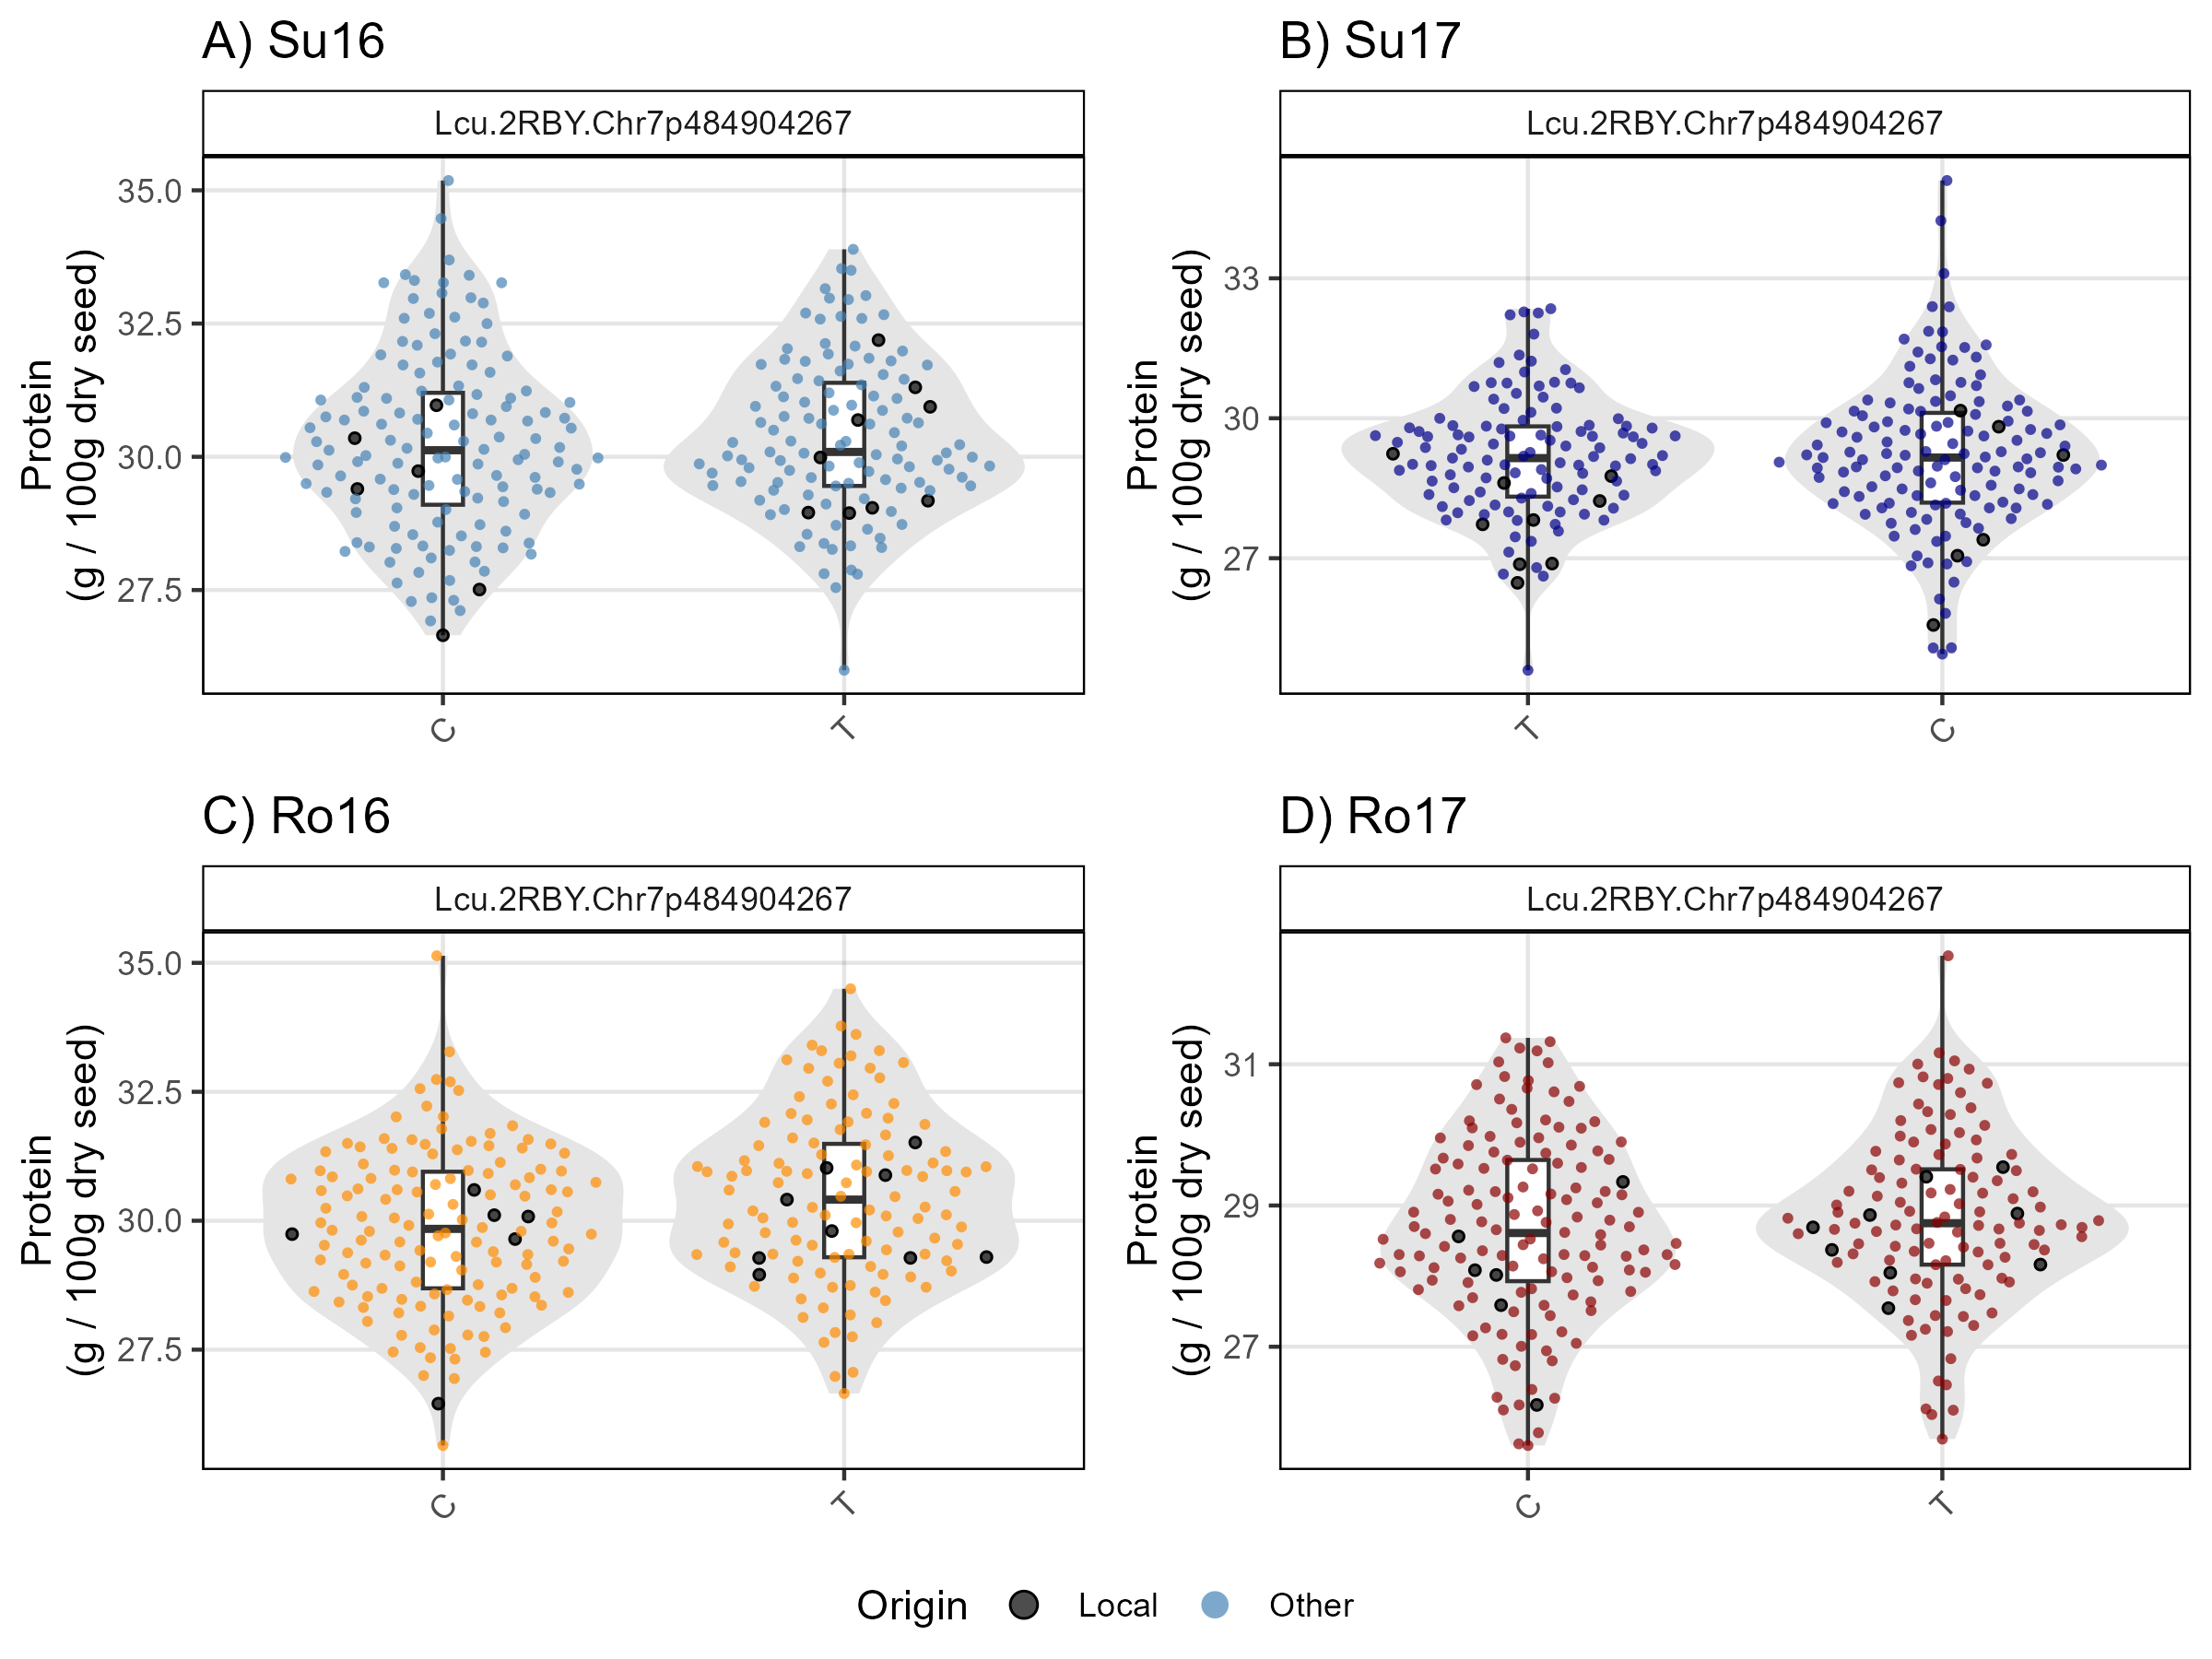 A) Su16
Lcu.2RBY.Chr7p484904267
Protein
(g / 100g dry seed)
35.0
32.5
30.0
27.5
C
T
B) Su17
Lcu.2RBY.Chr7p484904267
Protein
(g / 100g dry seed)
33
30
27
T
C
C) Ro16
Lcu.2RBY.Chr7p484904267
Protein
(g / 100g dry seed)
35.0
32.5
30.0
27.5
C
T
D) Ro17
Lcu.2RBY.Chr7p484904267
Protein
(g / 100g dry seed)
31
29
27
C
T
Origin Local Other